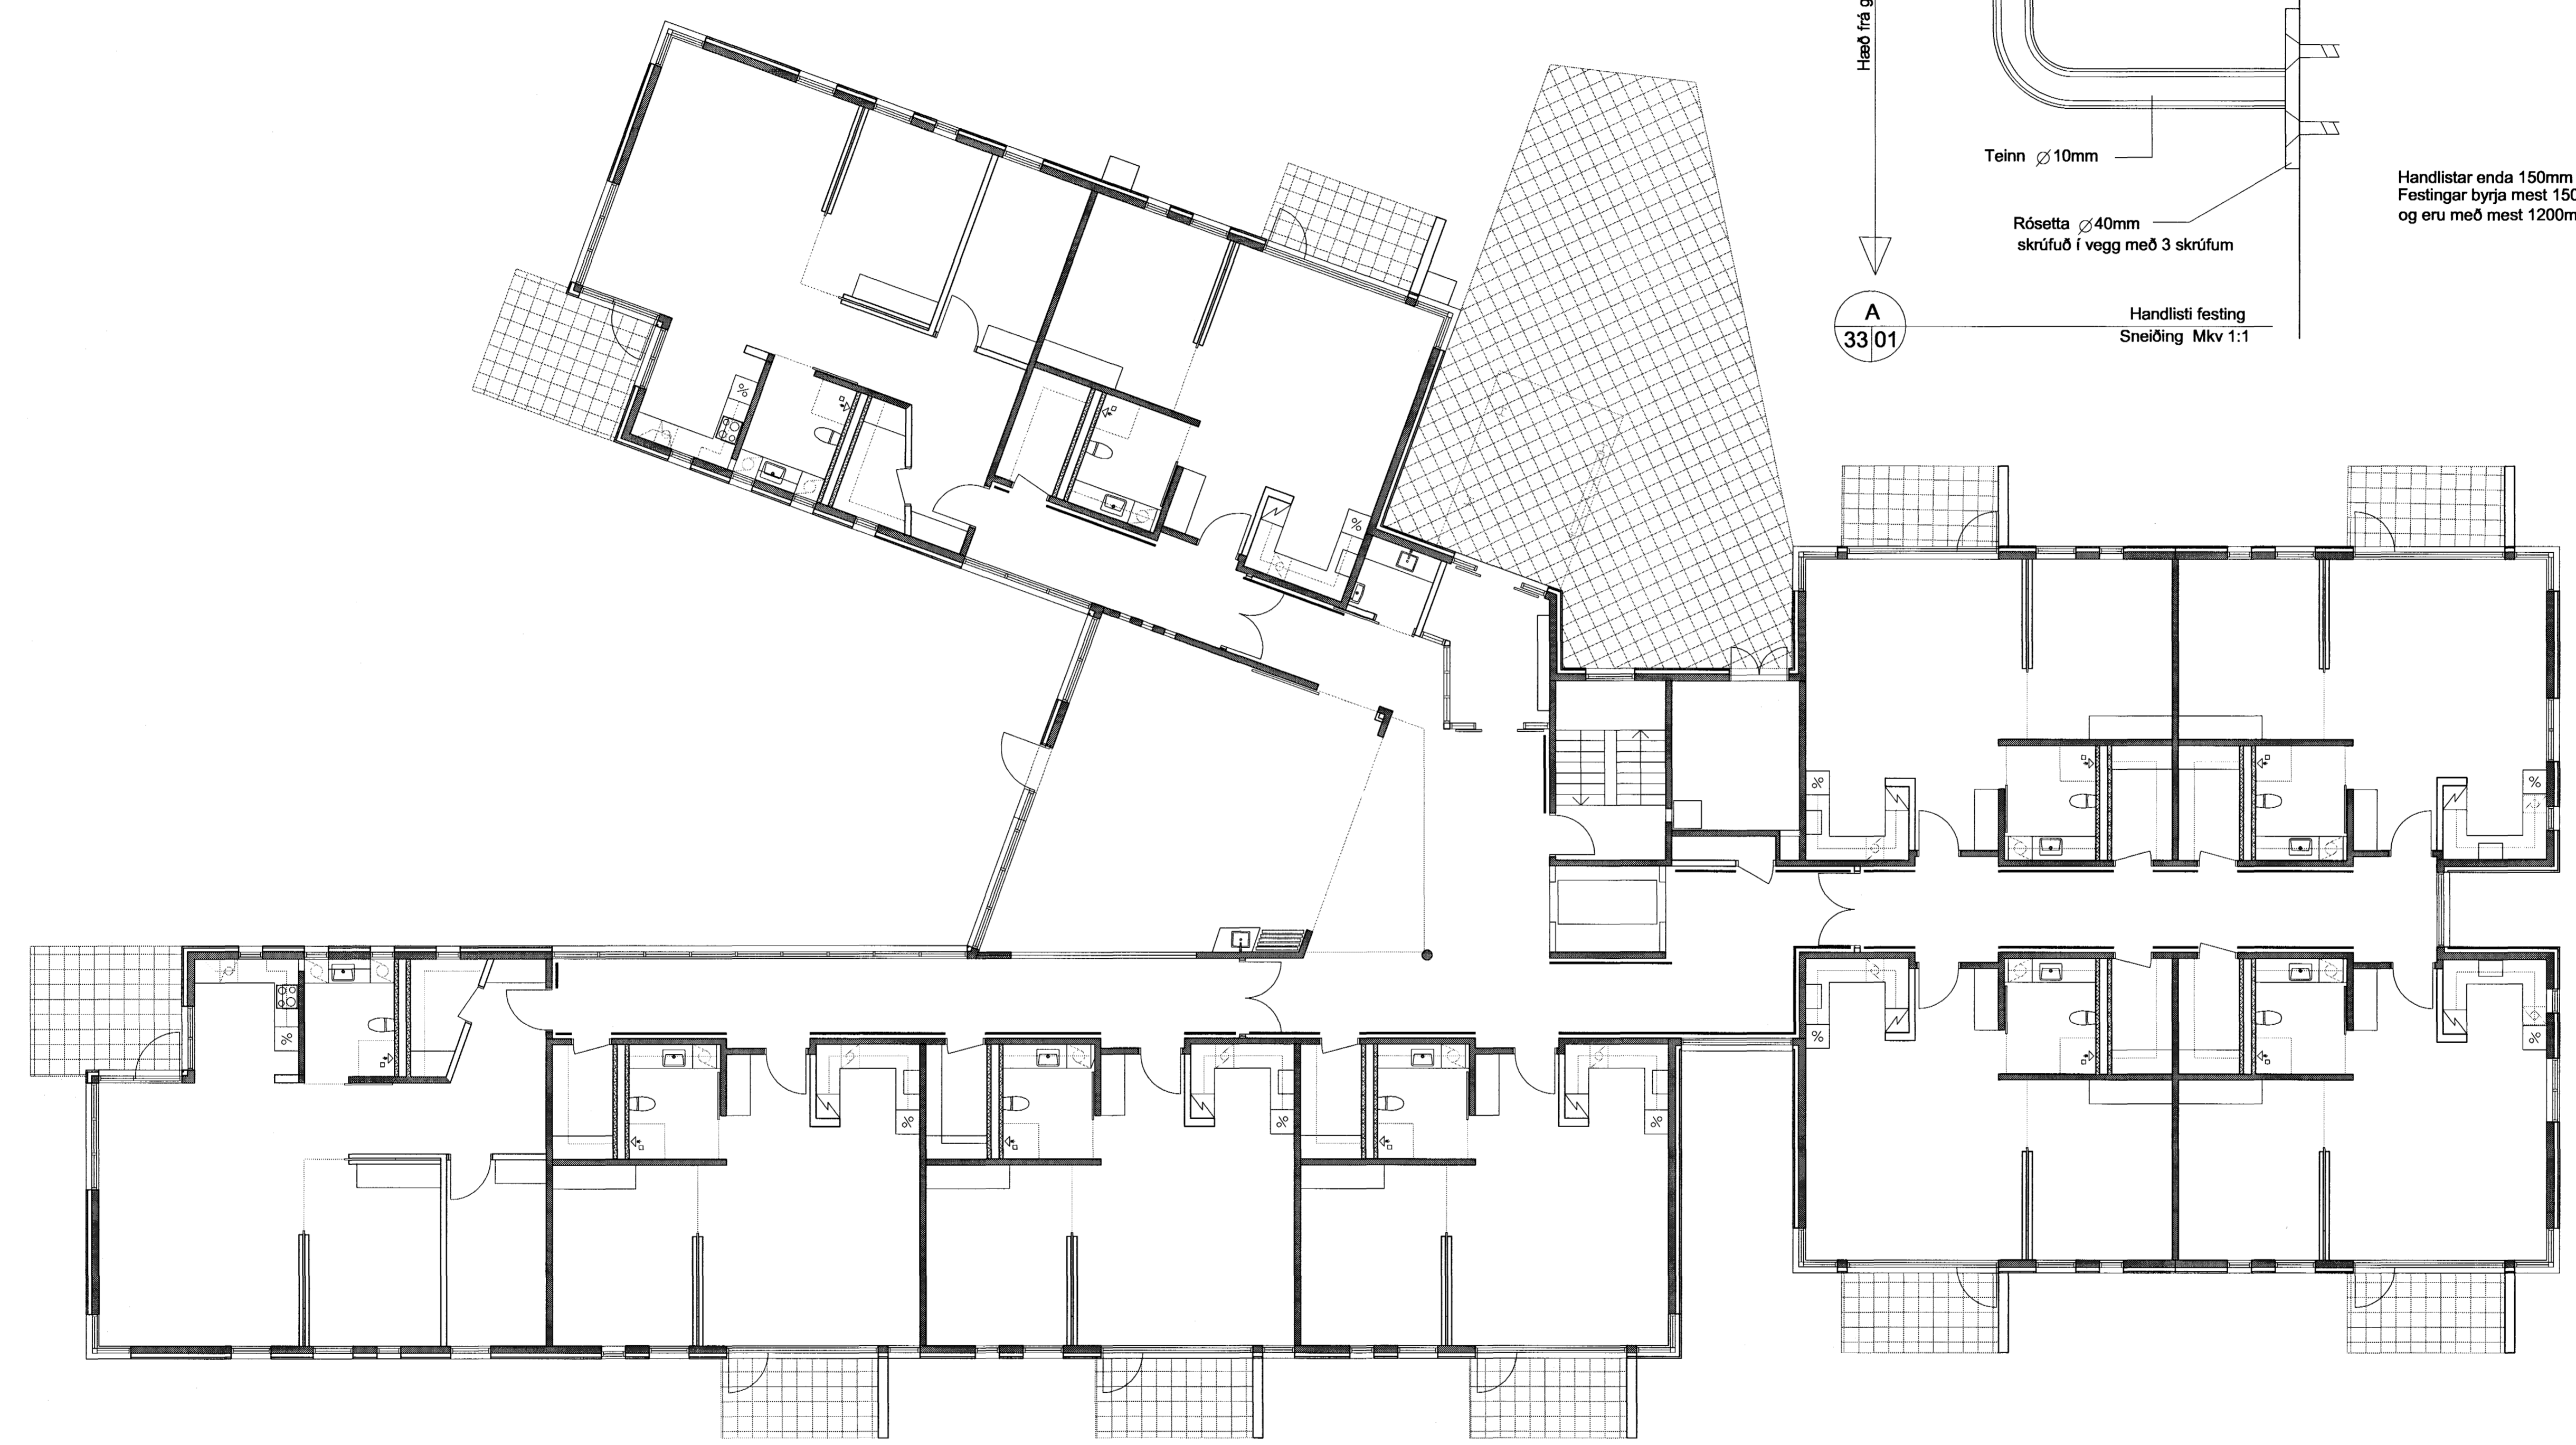 Hæð frá g
Teinn ⌀10mm
Rósetta ⌀40mm
skrúfuð í vegg með 3 skrúfum
Handlistar enda 150mm
Festingar byrja mest 150
og eru með mest 1200m
A
33 01
Handlisti festing
Sneiðing Mkv 1:1